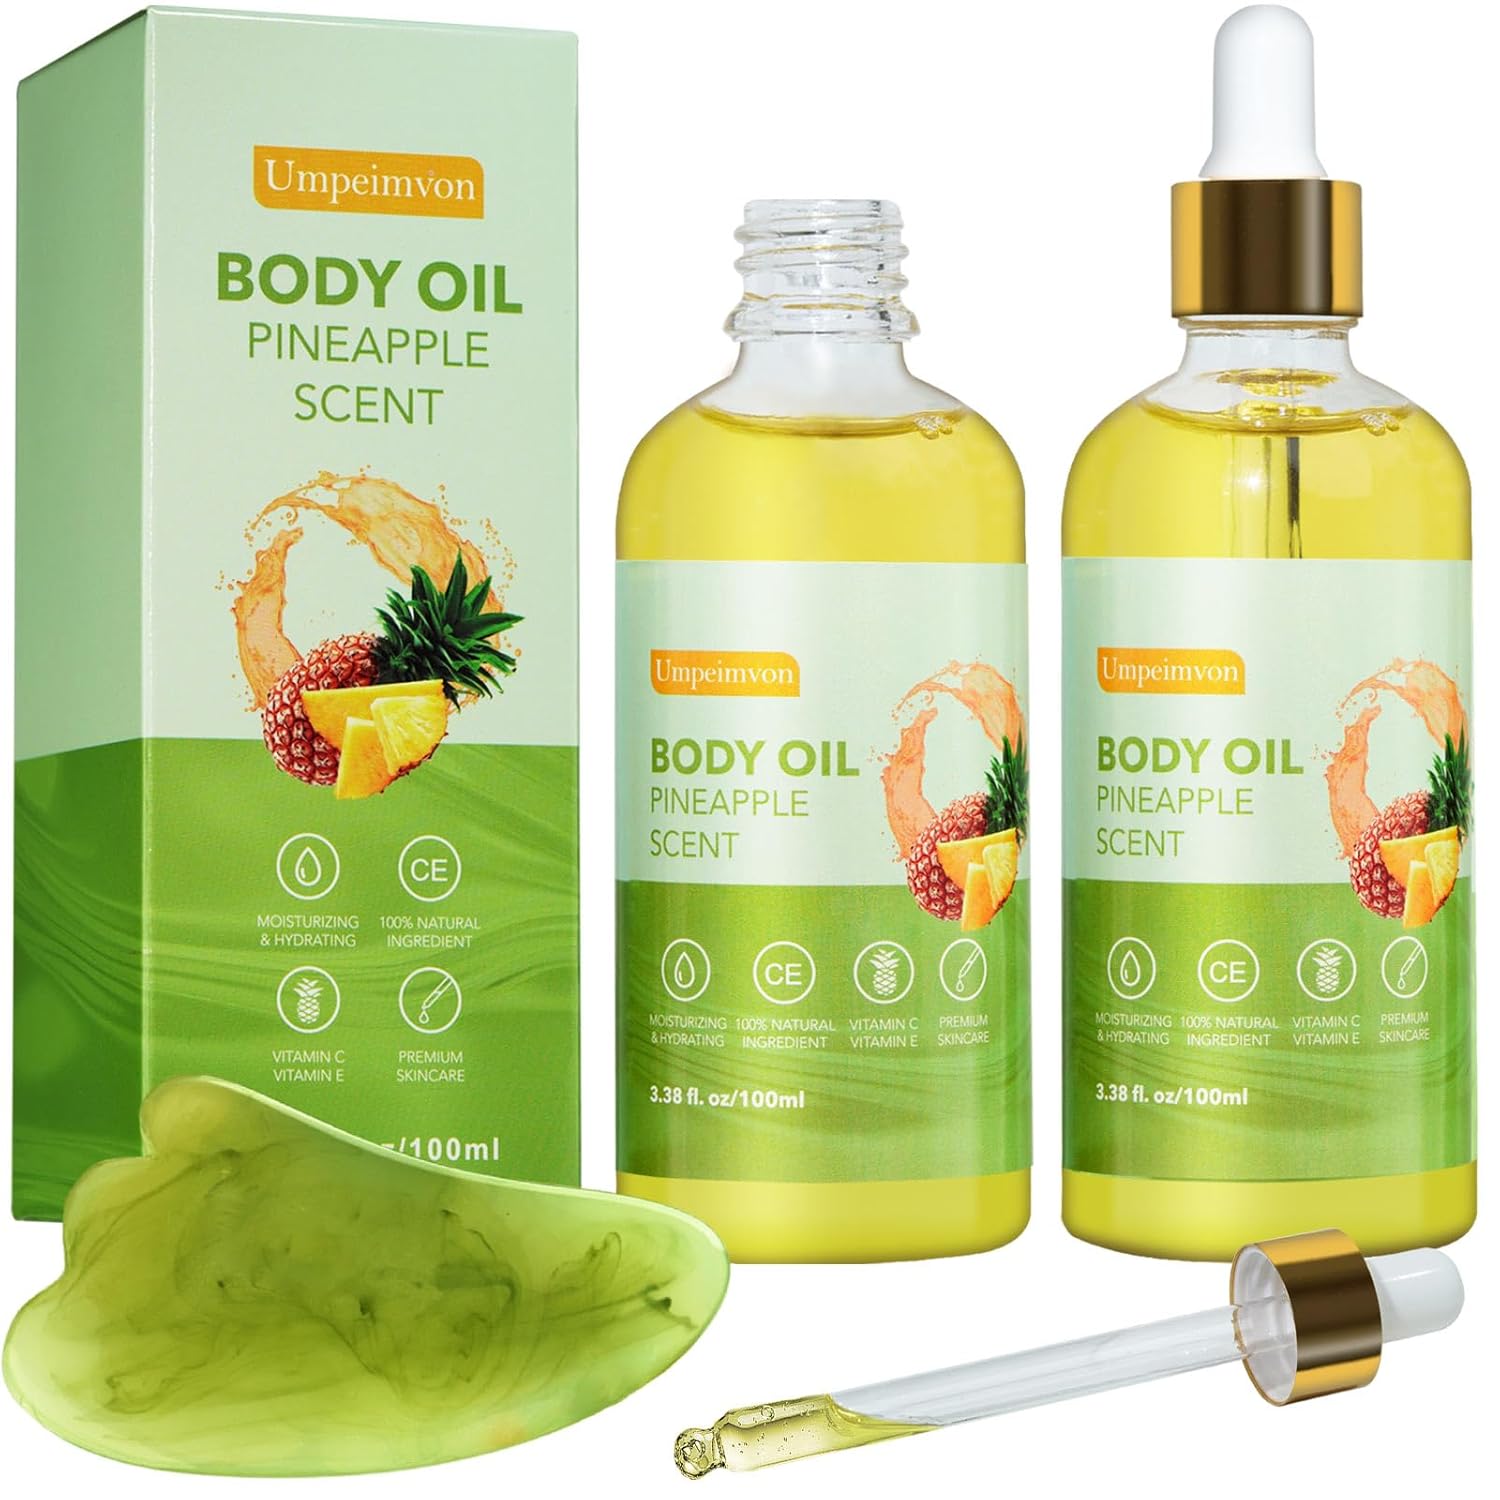 Umpeimvon
BODY OIL
PINEAPPLE
SCENT
MOISTURIZING
& HYDRATING
CE
100% NATURAL
INGREDIENT
VITAMIN C
VITAMIN E
PREMIUM
SKINCARE
/100ml
Umpeimvon
BODY OIL
PINEAPPLE
SCENT
MOISTURIZING
& HYDRATING
CE
100% NATURAL
INGREDIENT
VITAMIN C
VITAMIN E
PREMIUM
SKINCARE
3.38 fl. oz/100ml
Umpeimvon
BODY OIL
PINEAPPLE
SCENT
MOISTURIZING
& HYDRATING
CE
100% NATURAL
INGREDIENT
VITAMIN C
VITAMIN E
PREMIUM
SKINCARE
3.38 fl. oz/100ml